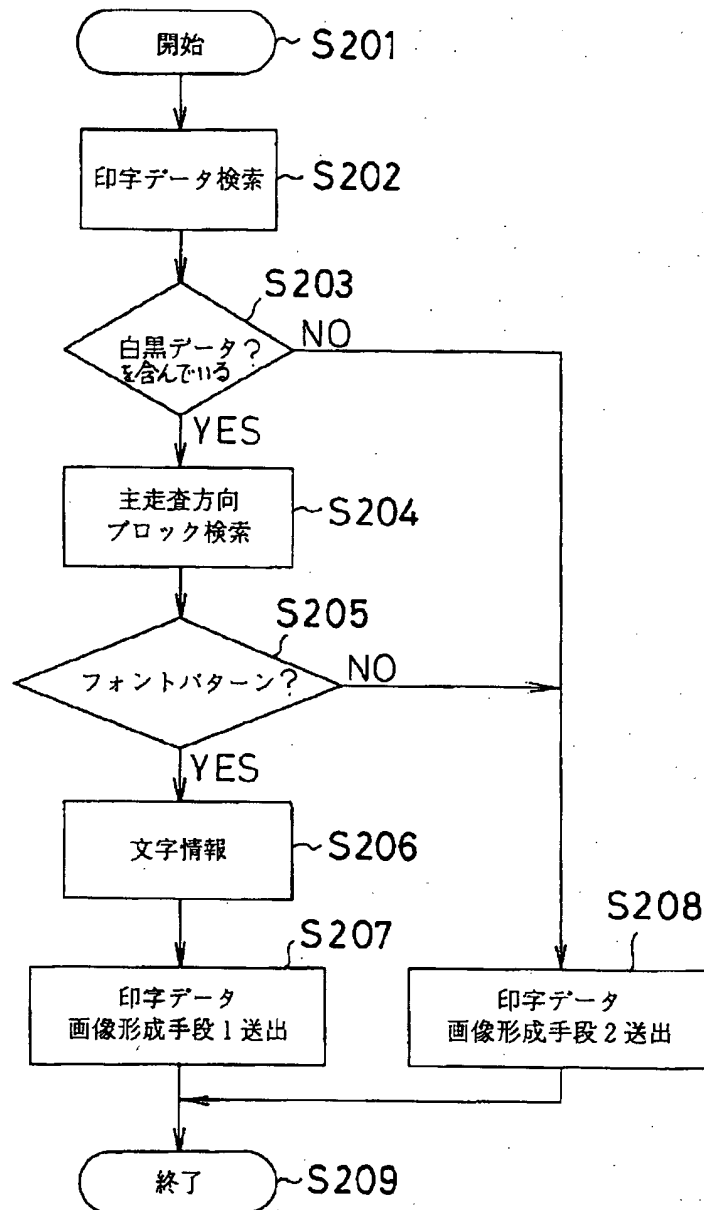 開始
S201
印字データ検索
S202
S203
白黒データ?
を含んでいる
NO
YES
主走査方向
ブロック検索
S204
S205
フォントパターン?
NO
YES
文字情報
S206
S207
印字データ
画像形成手段1送出
S208
印字データ
画像形成手段2送出
終了
S209